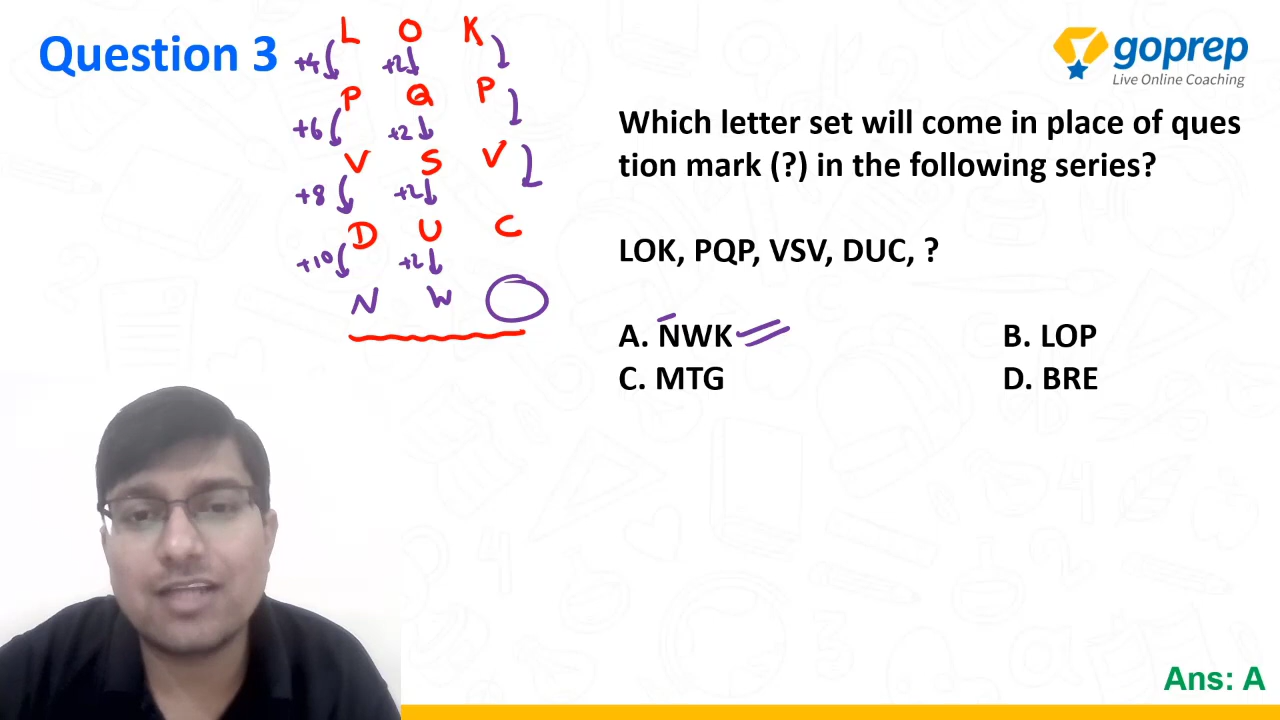 Question 3
L O K
+4 +2
P Q P
+6 +2
V S V
+8 +2
D U C
+10 +2
N W
goprep
Live Online Coaching
Which letter set will come in place of ques
tion mark (?) in the following series?
LOK, PQP, VSV, DUC, ?
A. NWK
B. LOP
C. MTG
D. BRE
Ans: A